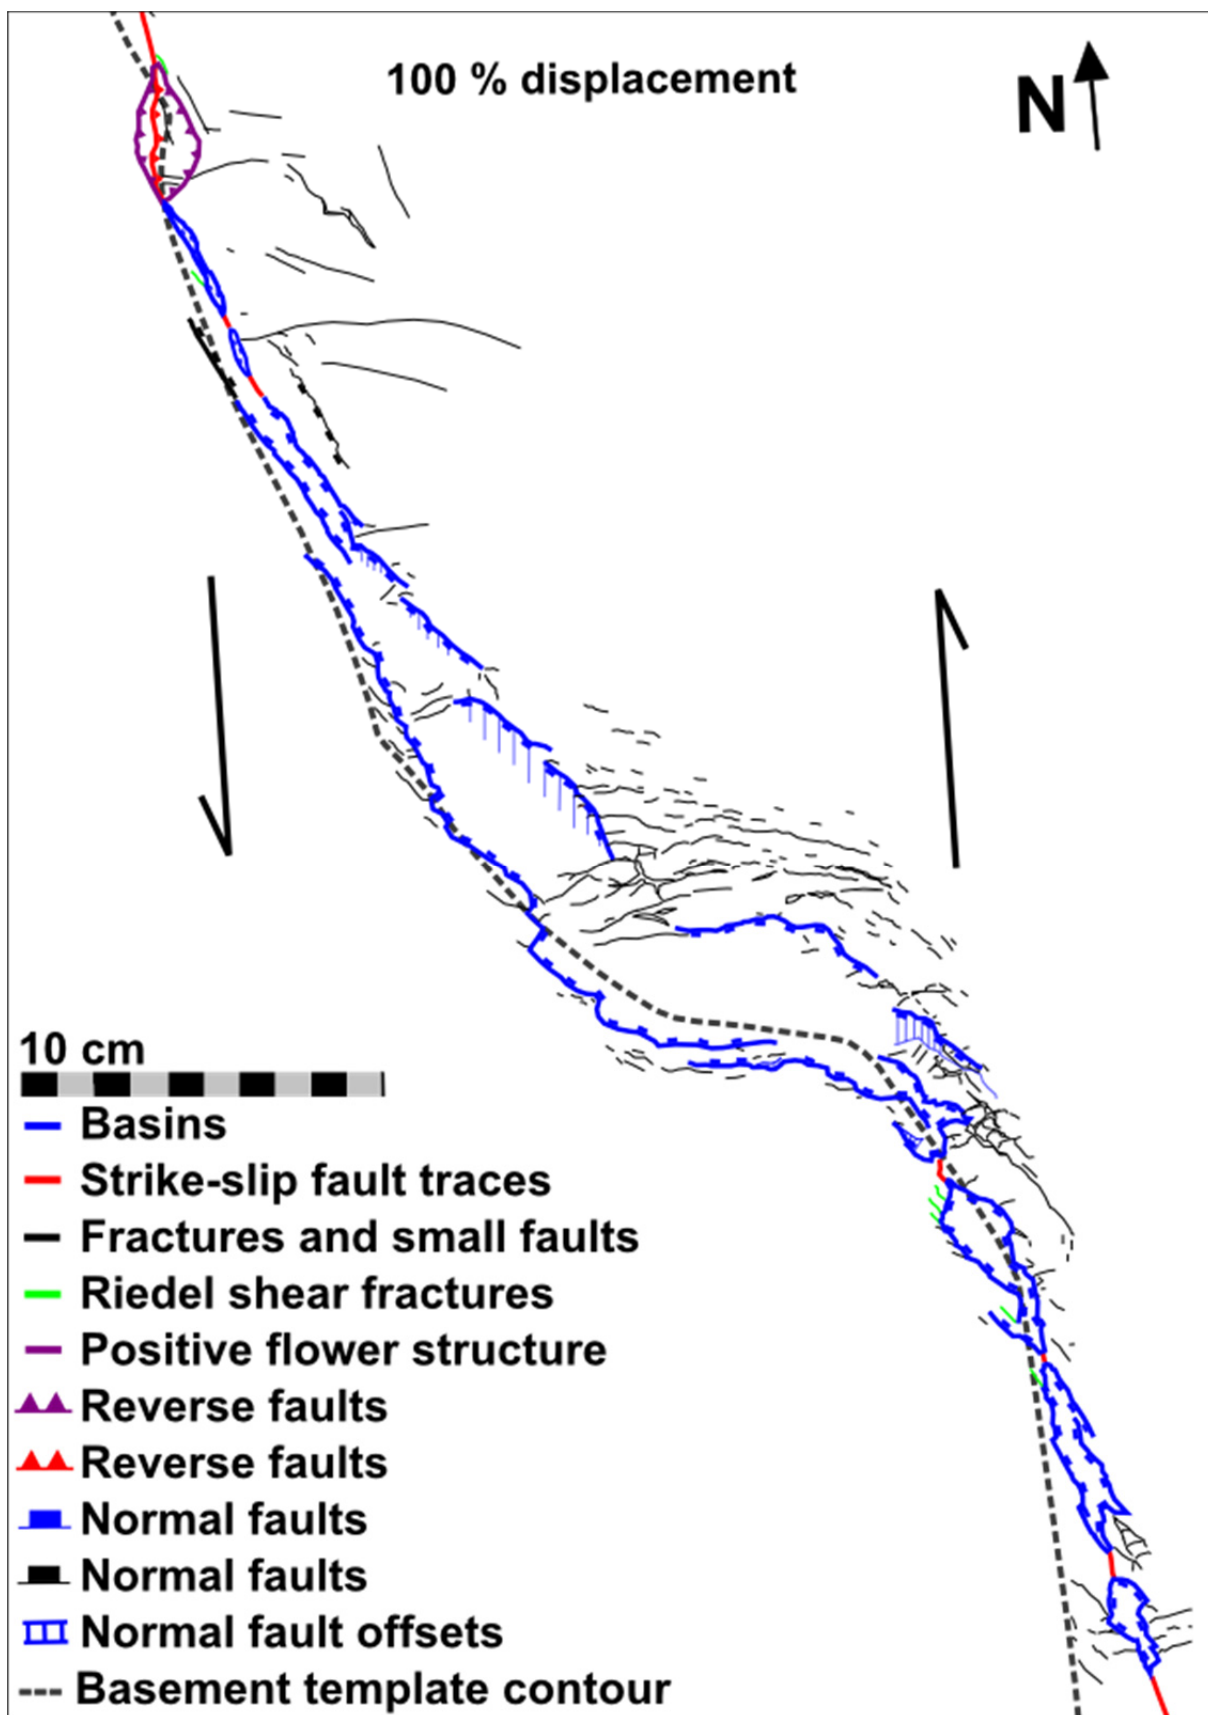 100 % displacement
N
10 cm
Basins
Strike-slip fault traces
Fractures and small faults
Riedel shear fractures
Positive flower structure
Reverse faults
Reverse faults
Normal faults
Normal faults
Normal fault offsets
Basement template contour